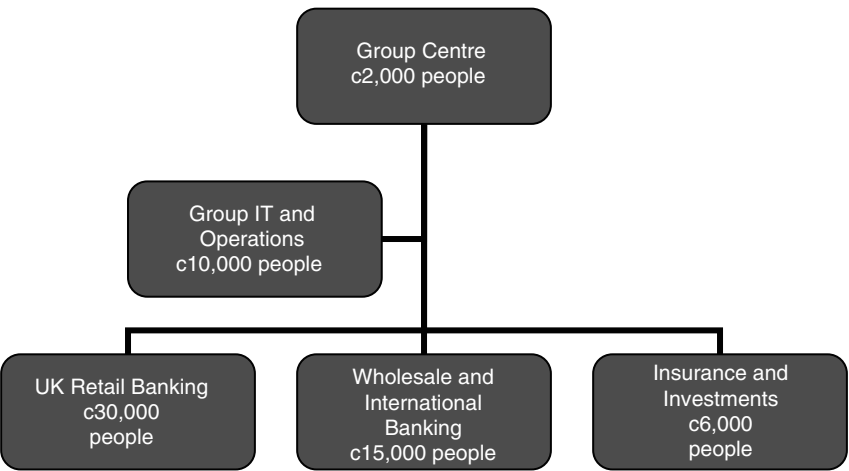 Group Centre
c2,000 people
Group IT and
Operations
c10,000 people
UK Retail Banking
c30,000
people
Wholesale and
International
Banking
c15,000 people
Insurance and
Investments
c6,000
people